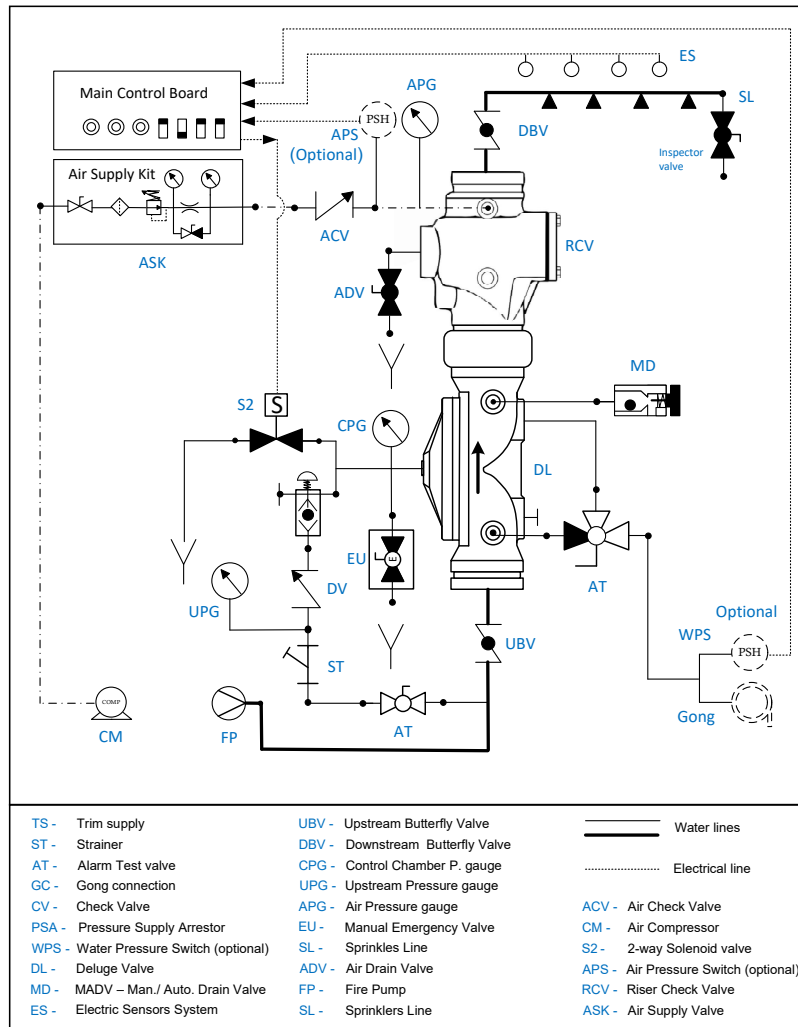 ES
Main Control Board
APG
SL
PSH
DBV
APS
(Optional)
Inspector
valve
Air Supply Kit
ACV
RCV
ASK
ADV
MD
S2
S
CPG
DL
EU
E
DV
AT
UPG
Optional
WPS
UBV
PSH
ST
COMP
Gong
CM
FP
AT
TS - Trim supply
ST - Strainer
AT - Alarm Test valve
GC - Gong connection
CV - Check Valve
PSA - Pressure Supply Arrestor
WPS - Water Pressure Switch (optional)
DL - Deluge Valve
MD - MADV – Man./ Auto. Drain Valve
ES - Electric Sensors System
UBV - Upstream Butterfly Valve
DBV - Downstream Butterfly Valve
CPG - Control Chamber P. gauge
UPG - Upstream Pressure gauge
APG - Air Pressure gauge
EU - Manual Emergency Valve
SL - Sprinkles Line
ADV - Air Drain Valve
FP - Fire Pump
SL - Sprinklers Line
Water lines
Electrical line
ACV - Air Check Valve
CM - Air Compressor
S2 - 2-way Solenoid valve
APS - Air Pressure Switch (optional)
RCV - Riser Check Valve
ASK - Air Supply Valve